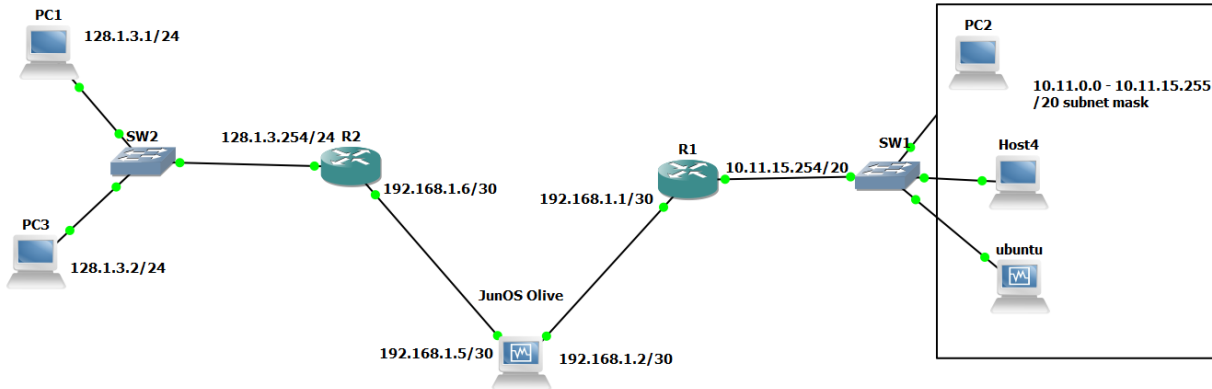 PC1
128.1.3.1/24
PC2
10.11.0.0 - 10.11.15.255
/20 subnet mask
SW2
128.1.3.254/24
R2
R1
SW1
Host4
10.11.15.254/20
192.168.1.6/30
192.168.1.1/30
PC3
128.1.3.2/24
ubuntu
JunOS Olive
192.168.1.5/30
192.168.1.2/30